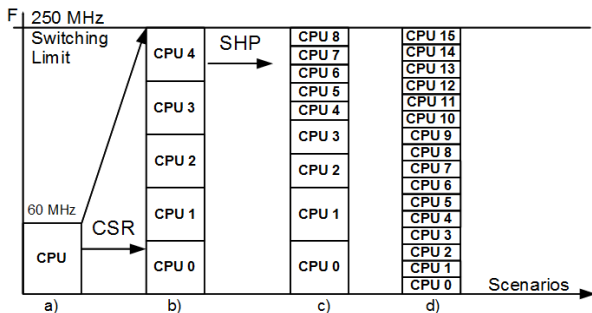 F
250 MHz
Switching
Limit
60 MHz
CPU
CSR
CPU 4
CPU 3
CPU 2
CPU 1
CPU 0
SHP
CPU 8
CPU 7
CPU 6
CPU 5
CPU 4
CPU 3
CPU 2
CPU 1
CPU 0
CPU 15
CPU 14
CPU 13
CPU 12
CPU 11
CPU 10
CPU 9
CPU 8
CPU 7
CPU 6
CPU 5
CPU 4
CPU 3
CPU 2
CPU 1
CPU 0
Scenarios
a)
b)
c)
d)